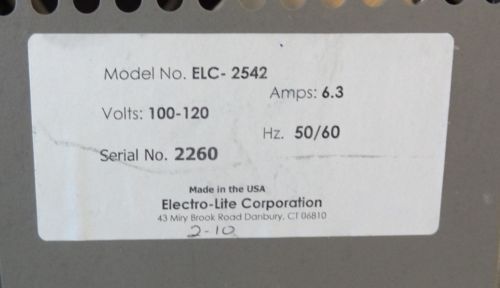 Model No. ELC- 2542
Amps: 6.3
Volts: 100-120
Hz. 50/60
Serial No. 2260
Made in the USA
Electro-Lite Corporation
43 Miry Brook Road Danbury, CT 06810
2-10